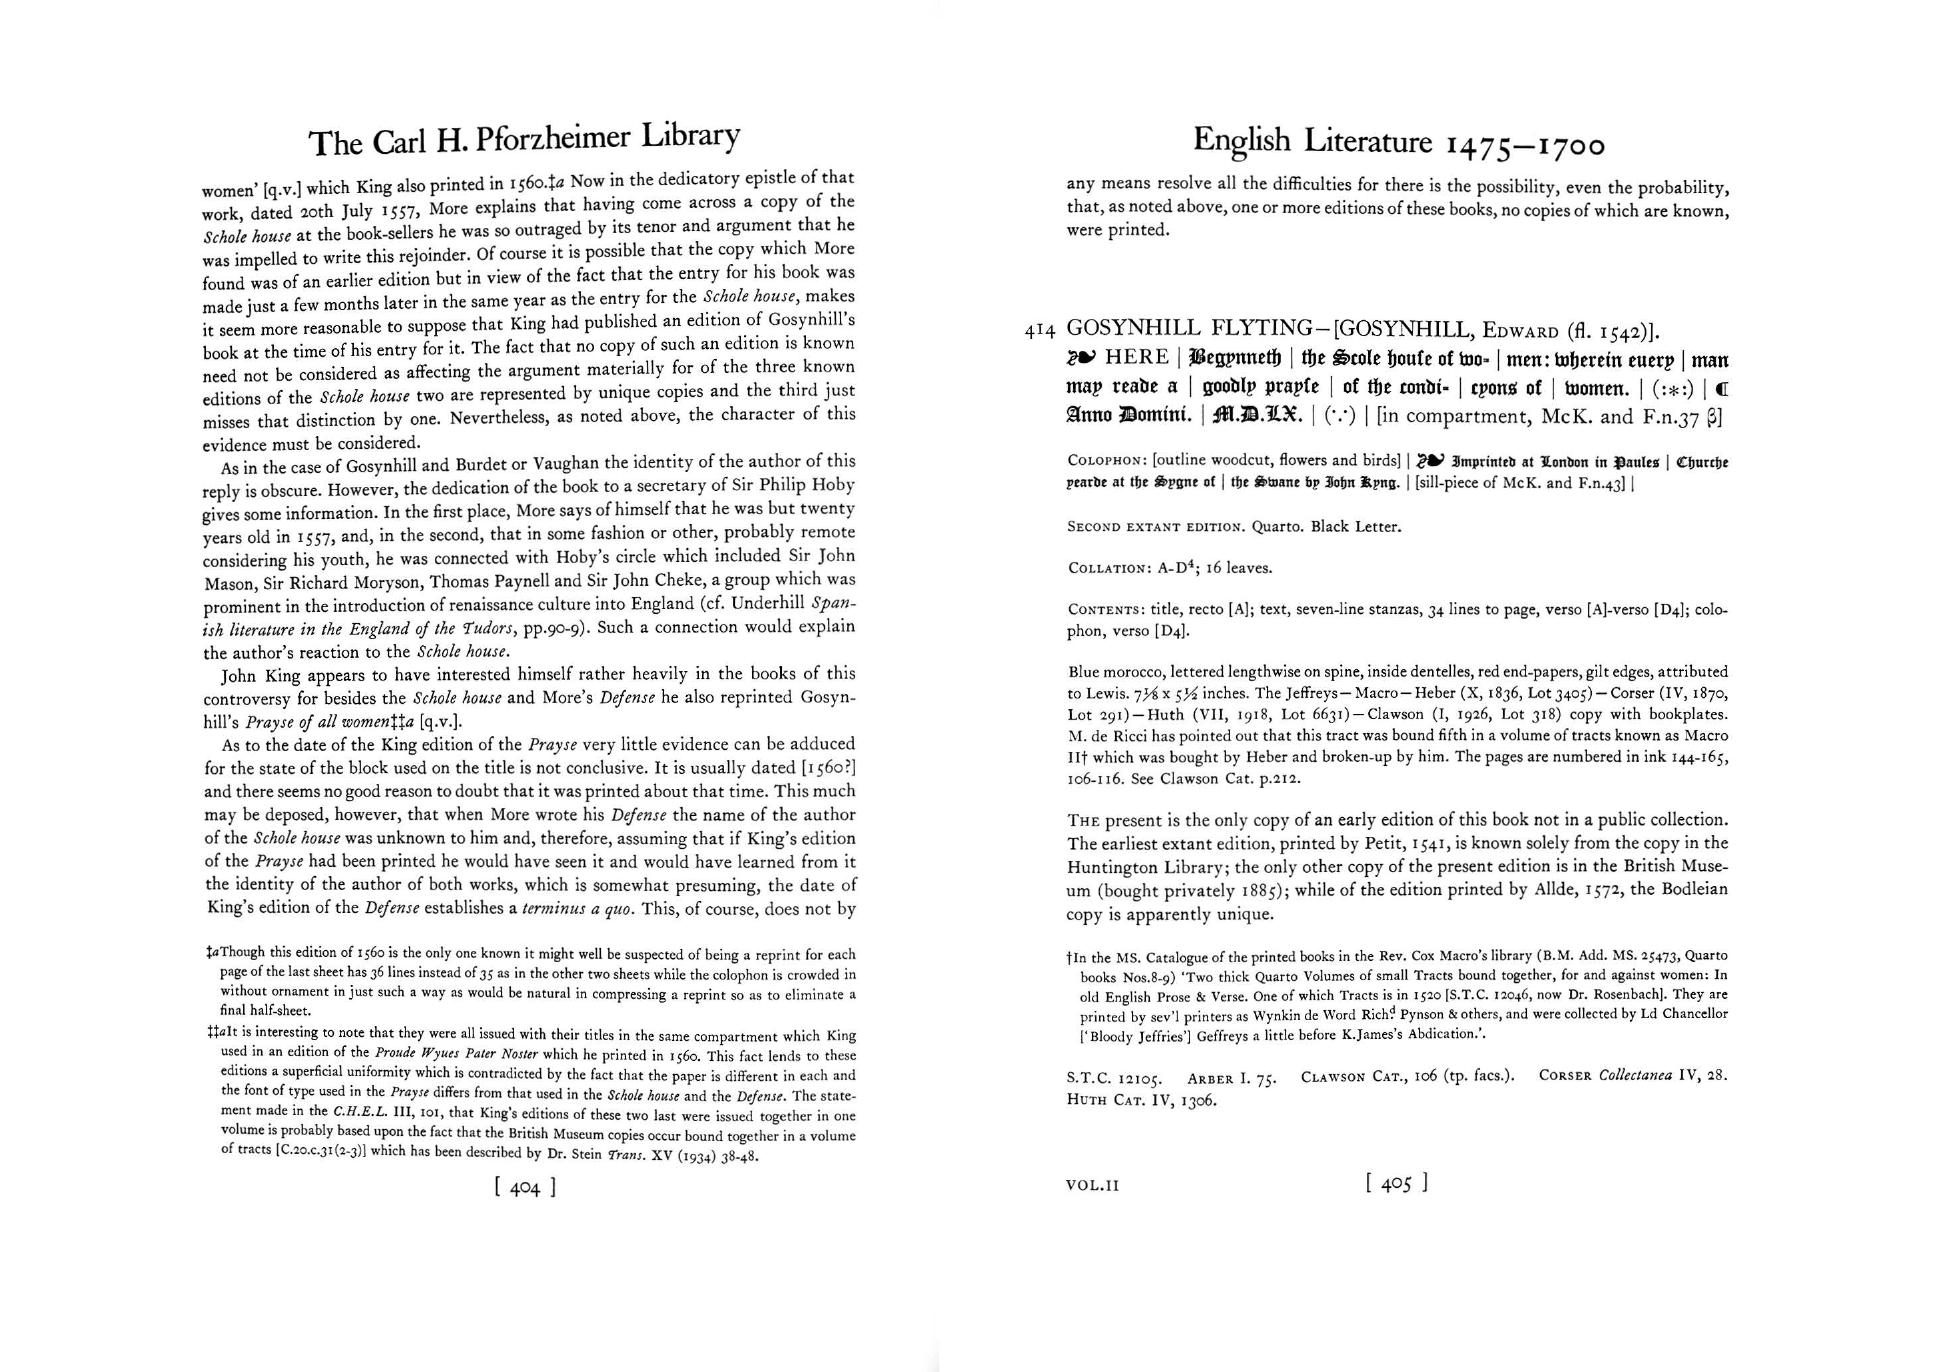 The Carl H. Pforzheimer Library
women’ [q.v.] which King also printed in 1560.‡a Now in the dedicatory epistle of that
work, dated 20th July 1557, More explains that having come across a copy of the
Schole house at the book-sellers he was so outraged by its tenor and argument that he
was impelled to write this rejoinder. Of course it is possible that the copy which More
found was of an earlier edition but in view of the fact that the entry for his book was
made just a few months later in the same year as the entry for the Schole house, makes
it seem more reasonable to suppose that King had published an edition of Gosynhill’s
book at the time of his entry for it. The fact that no copy of such an edition is known
need not be considered as affecting the argument materially for of the three known
editions of the Schole house two are represented by unique copies and the third just
misses that distinction by one. Nevertheless, as noted above, the character of this
evidence must be considered.
As in the case of Gosynhill and Burdet or Vaughan the identity of the author of this
reply is obscure. However, the dedication of the book to a secretary of Sir Philip Hoby
gives some information. In the first place, More says of himself that he was but twenty
years old in 1557, and, in the second, that in some fashion or other, probably remote
considering his youth, he was connected with Hoby’s circle which included Sir John
Mason, Sir Richard Moryson, Thomas Paynell and Sir John Cheke, a group which was
prominent in the introduction of renaissance culture into England (cf. Underhill Span-
ish literature in the England of the Tudors, pp.90-9). Such a connection would explain
the author’s reaction to the Schole house.
John King appears to have interested himself rather heavily in the books of this
controversy for besides the Schole house and More’s Defense he also reprinted Gosyn-
hill’s Prayse of all women‡‡a [q.v.].
As to the date of the King edition of the Prayse very little evidence can be adduced
for the state of the block used on the title is not conclusive. It is usually dated [1560?]
and there seems no good reason to doubt that it was printed about that time. This much
may be deposed, however, that when More wrote his Defense the name of the author
of the Schole house was unknown to him and, therefore, assuming that if King’s edition
of the Prayse had been printed he would have seen it and would have learned from it
the identity of the author of both works, which is somewhat presuming, the date of
King’s edition of the Defense establishes a terminus a quo. This, of course, does not by
‡aThough this edition of 1560 is the only one known it might well be suspected of being a reprint for each
page of the last sheet has 36 lines instead of 35 as in the other two sheets while the colophon is crowded in
without ornament in just such a way as would be natural in compressing a reprint so as to eliminate a
final half-sheet.
‡‡aIt is interesting to note that they were all issued with their titles in the same compartment which King
used in an edition of the Proude Wyues Pater Noster which he printed in 1560. This fact lends to these
editions a superficial uniformity which is contradicted by the fact that the paper is different in each and
the font of type used in the Prayse differs from that used in the Schole house and the Defense. The state-
ment made in the C.H.E.L. III, 101, that King’s editions of these two last were issued together in one
volume is probably based upon the fact that the British Museum copies occur bound together in a volume
of tracts [C.20.c.31(2-3)] which has been described by Dr. Stein Trans. XV (1934) 38-48.
[ 404 ]
English Literature 1475–1700
any means resolve all the difficulties for there is the possibility, even the probability,
that, as noted above, one or more editions of these books, no copies of which are known,
were printed.
414 GOSYNHILL FLYTING—[GOSYNHILL, EDWARD (fl. 1542)].
❧ HERE | Begynneth | the Scole houſe of wo- | men: wherein euery | man
may reade a | goodly prayſe | of the condi- | cyons of | women. | (:*:) | ¶
Anno Domini. | M.D.LX. | (∵) | [in compartment, McK. and F.n.37 β]
COLOPHON: [outline woodcut, flowers and birds] | ❧ Imprinted at London in Paules | Churche
yearde at the Sygne of | the Swane by John Kyng. | [sill-piece of McK. and F.n.43] |
SECOND EXTANT EDITION. Quarto. Black Letter.
COLLATION: A-D⁴; 16 leaves.
CONTENTS: title, recto [A]; text, seven-line stanzas, 34 lines to page, verso [A]-verso [D4]; colo-
phon, verso [D4].
Blue morocco, lettered lengthwise on spine, inside dentelles, red end-papers, gilt edges, attributed
to Lewis. 7⅛ x 5½ inches. The Jeffreys—Macro—Heber (X, 1836, Lot 3405)—Corser (IV, 1870,
Lot 291)—Huth (VII, 1918, Lot 6631)—Clawson (I, 1926, Lot 318) copy with bookplates.
M. de Ricci has pointed out that this tract was bound fifth in a volume of tracts known as Macro
II† which was bought by Heber and broken-up by him. The pages are numbered in ink 144-165,
106-116. See Clawson Cat. p.212.
THE present is the only copy of an early edition of this book not in a public collection.
The earliest extant edition, printed by Petit, 1541, is known solely from the copy in the
Huntington Library; the only other copy of the present edition is in the British Muse-
um (bought privately 1885); while of the edition printed by Allde, 1572, the Bodleian
copy is apparently unique.
†In the MS. Catalogue of the printed books in the Rev. Cox Macro’s library (B.M. Add. MS. 25473, Quarto
books Nos.8-9) ‘Two thick Quarto Volumes of small Tracts bound together, for and against women: In
old English Prose & Verse. One of which Tracts is in 1520 [S.T.C. 12046, now Dr. Rosenbach]. They are
printed by sev’l printers as Wynkin de Word Richᵈ Pynson & others, and were collected by Ld Chancellor
[‘Bloody Jeffries’] Geffreys a little before K.James’s Abdication.’.
S.T.C. 12105. ARBER I. 75. CLAWSON CAT., 106 (tp. facs.). CORSER Collectanea IV, 28.
HUTH CAT. IV, 1306.
VOL.II
[ 405 ]